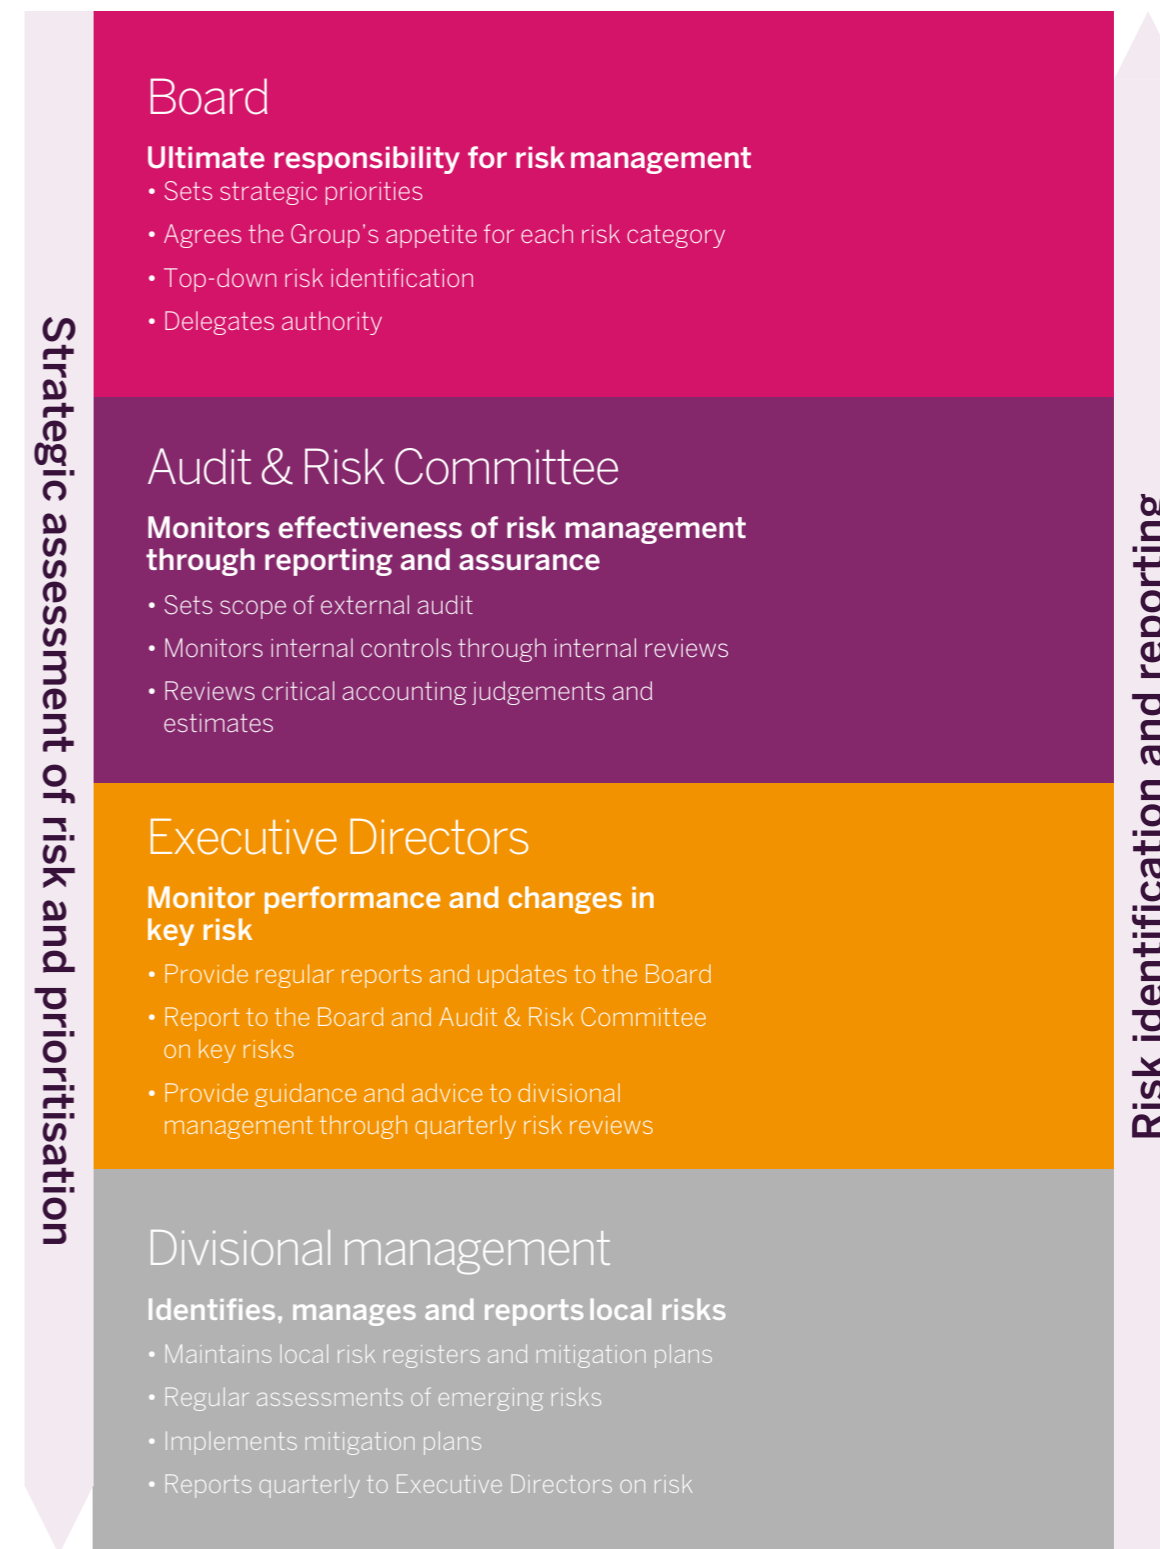 Strategic assessment of risk and prioritisation
Board
Ultimate responsibility for risk management
• Sets strategic priorities
• Agrees the Group's appetite for each risk category
• Top-down risk identification
• Delegates authority
Audit & Risk Committee
Monitors effectiveness of risk management
through reporting and assurance
• Sets scope of external audit
• Monitors internal controls through internal reviews
• Reviews critical accounting judgements and
estimates
Executive Directors
Monitor performance and changes in
key risk
• Provide regular reports and updates to the Board
• Report to the Board and Audit & Risk Committee
on key risks
• Provide guidance and advice to divisional
management through quarterly risk reviews
Divisional management
Identifies, manages and reports local risks
• Maintains local risk registers and mitigation plans
• Regular assessments of emerging risks
• Implements mitigation plans
• Reports quarterly to Executive Directors on risk
Risk identification and reporting